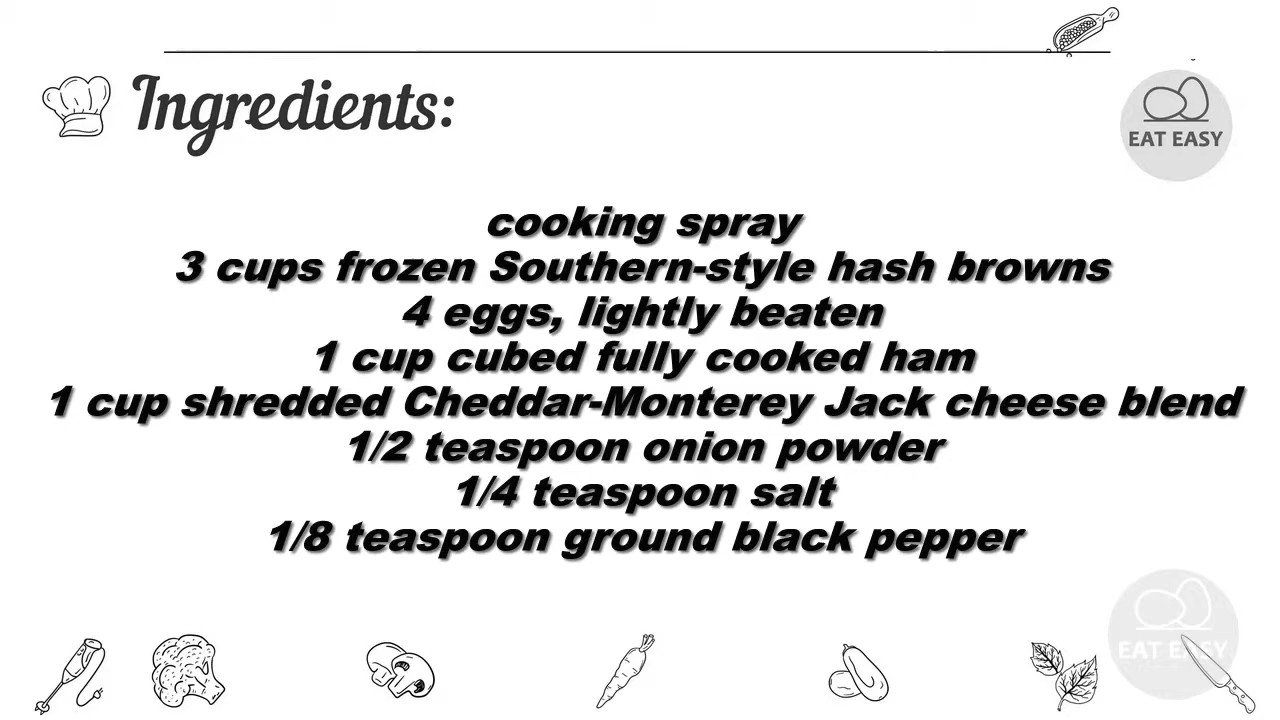 Ingredients:
EAT EASY
cooking spray
3 cups frozen Southern-style hash browns
4 eggs, lightly beaten
1 cup cubed fully cooked ham
1 cup shredded Cheddar-Monterey Jack cheese blend
1/2 teaspoon onion powder
1/4 teaspoon salt
1/8 teaspoon ground black pepper
EAT EASY